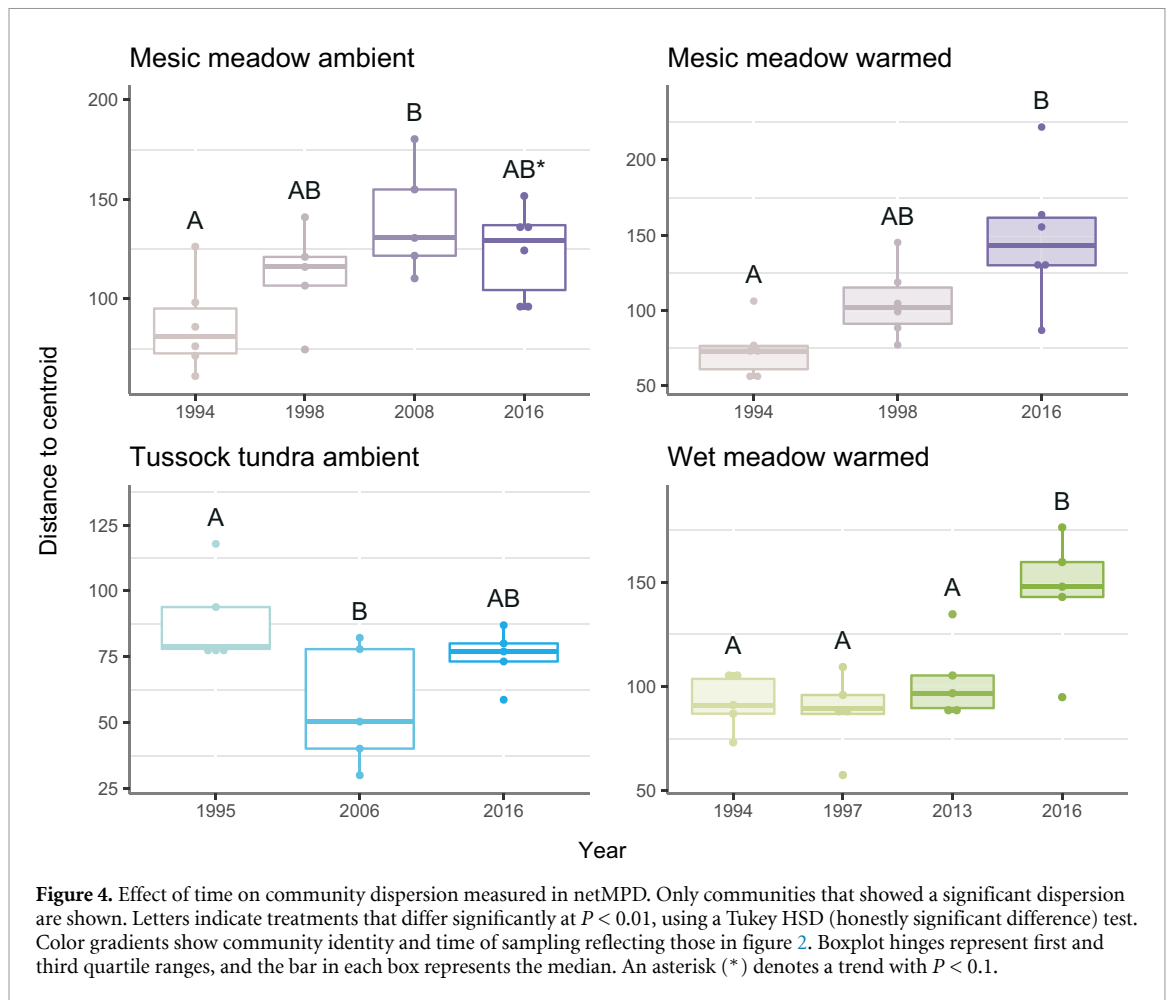 Mesic meadow ambient
200
150
100
A
AB
B
AB*
1994
1998
2008
2016
Mesic meadow warmed
200
150
100
50
A
AB
B
1994
1998
2016
Distance to centroid
Tussock tundra ambient
125
100
75
50
25
A
B
AB
1995
2006
2016
Wet meadow warmed
150
100
50
A
A
A
B
1994
1997
2013
2016
Year
Figure 4. Effect of time on community dispersion measured in netMPD. Only communities that showed a significant dispersion
are shown. Letters indicate treatments that differ significantly at P < 0.01, using a Tukey HSD (honestly significant difference) test.
Color gradients show community identity and time of sampling reflecting those in figure 2. Boxplot hinges represent first and
third quartile ranges, and the bar in each box represents the median. An asterisk (*) denotes a trend with P < 0.1.